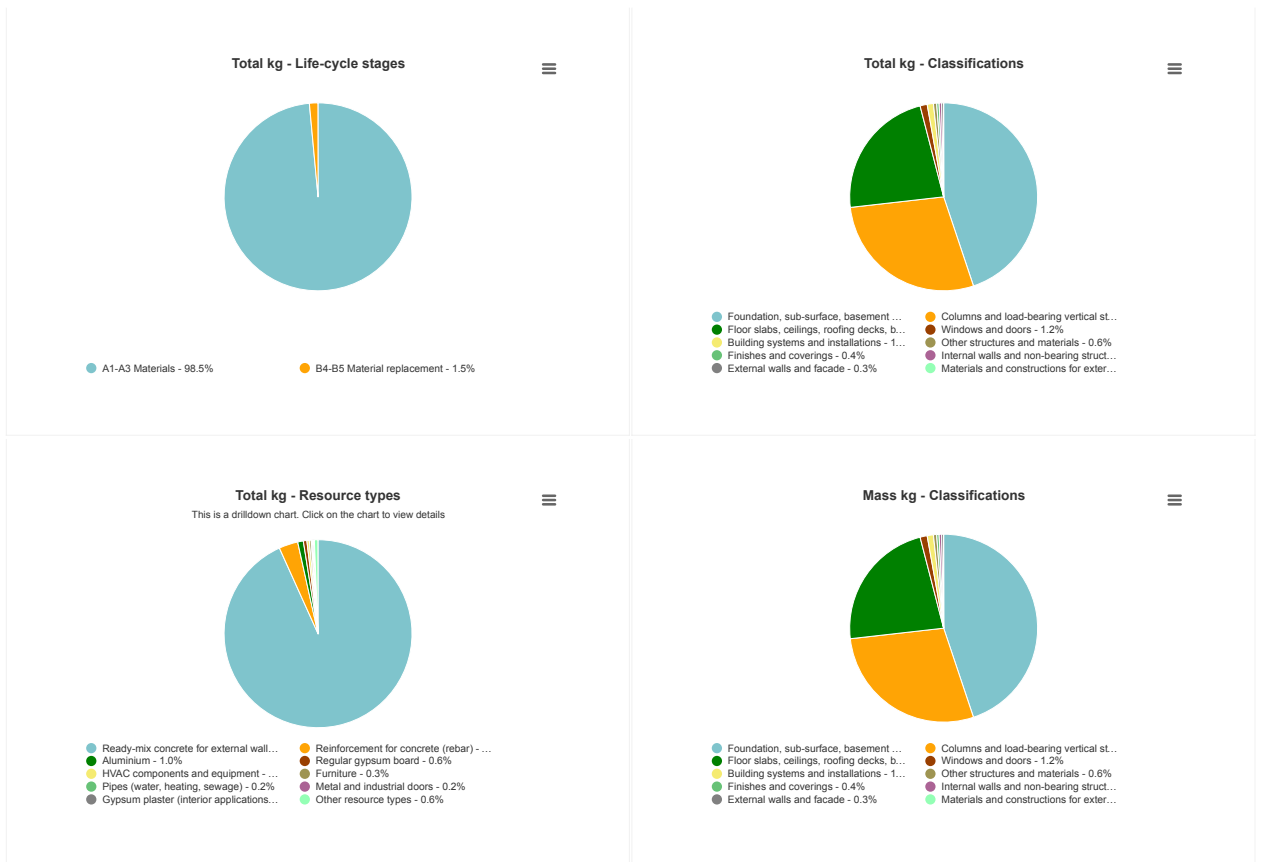 Total kg - Life-cycle stages
A1-A3 Materials - 98.5%
B4-B5 Material replacement - 1.5%
Total kg - Classifications
Foundation, sub-surface, basement ...
Columns and load-bearing vertical st...
Floor slabs, ceilings, roofing decks, b...
Windows and doors - 1.2%
Building systems and installations - 1...
Other structures and materials - 0.6%
Finishes and coverings - 0.4%
Internal walls and non-bearing struct...
External walls and facade - 0.3%
Materials and constructions for exter...
Total kg - Resource types
This is a drilldown chart. Click on the chart to view details
Ready-mix concrete for external wall...
Reinforcement for concrete (rebar) - ...
Aluminium - 1.0%
Regular gypsum board - 0.6%
HVAC components and equipment - ...
Furniture - 0.3%
Pipes (water, heating, sewage) - 0.2%
Metal and industrial doors - 0.2%
Gypsum plaster (interior applications...
Other resource types - 0.6%
Mass kg - Classifications
Foundation, sub-surface, basement ...
Columns and load-bearing vertical st...
Floor slabs, ceilings, roofing decks, b...
Windows and doors - 1.2%
Building systems and installations - 1...
Other structures and materials - 0.6%
Finishes and coverings - 0.4%
Internal walls and non-bearing struct...
External walls and facade - 0.3%
Materials and constructions for exter...